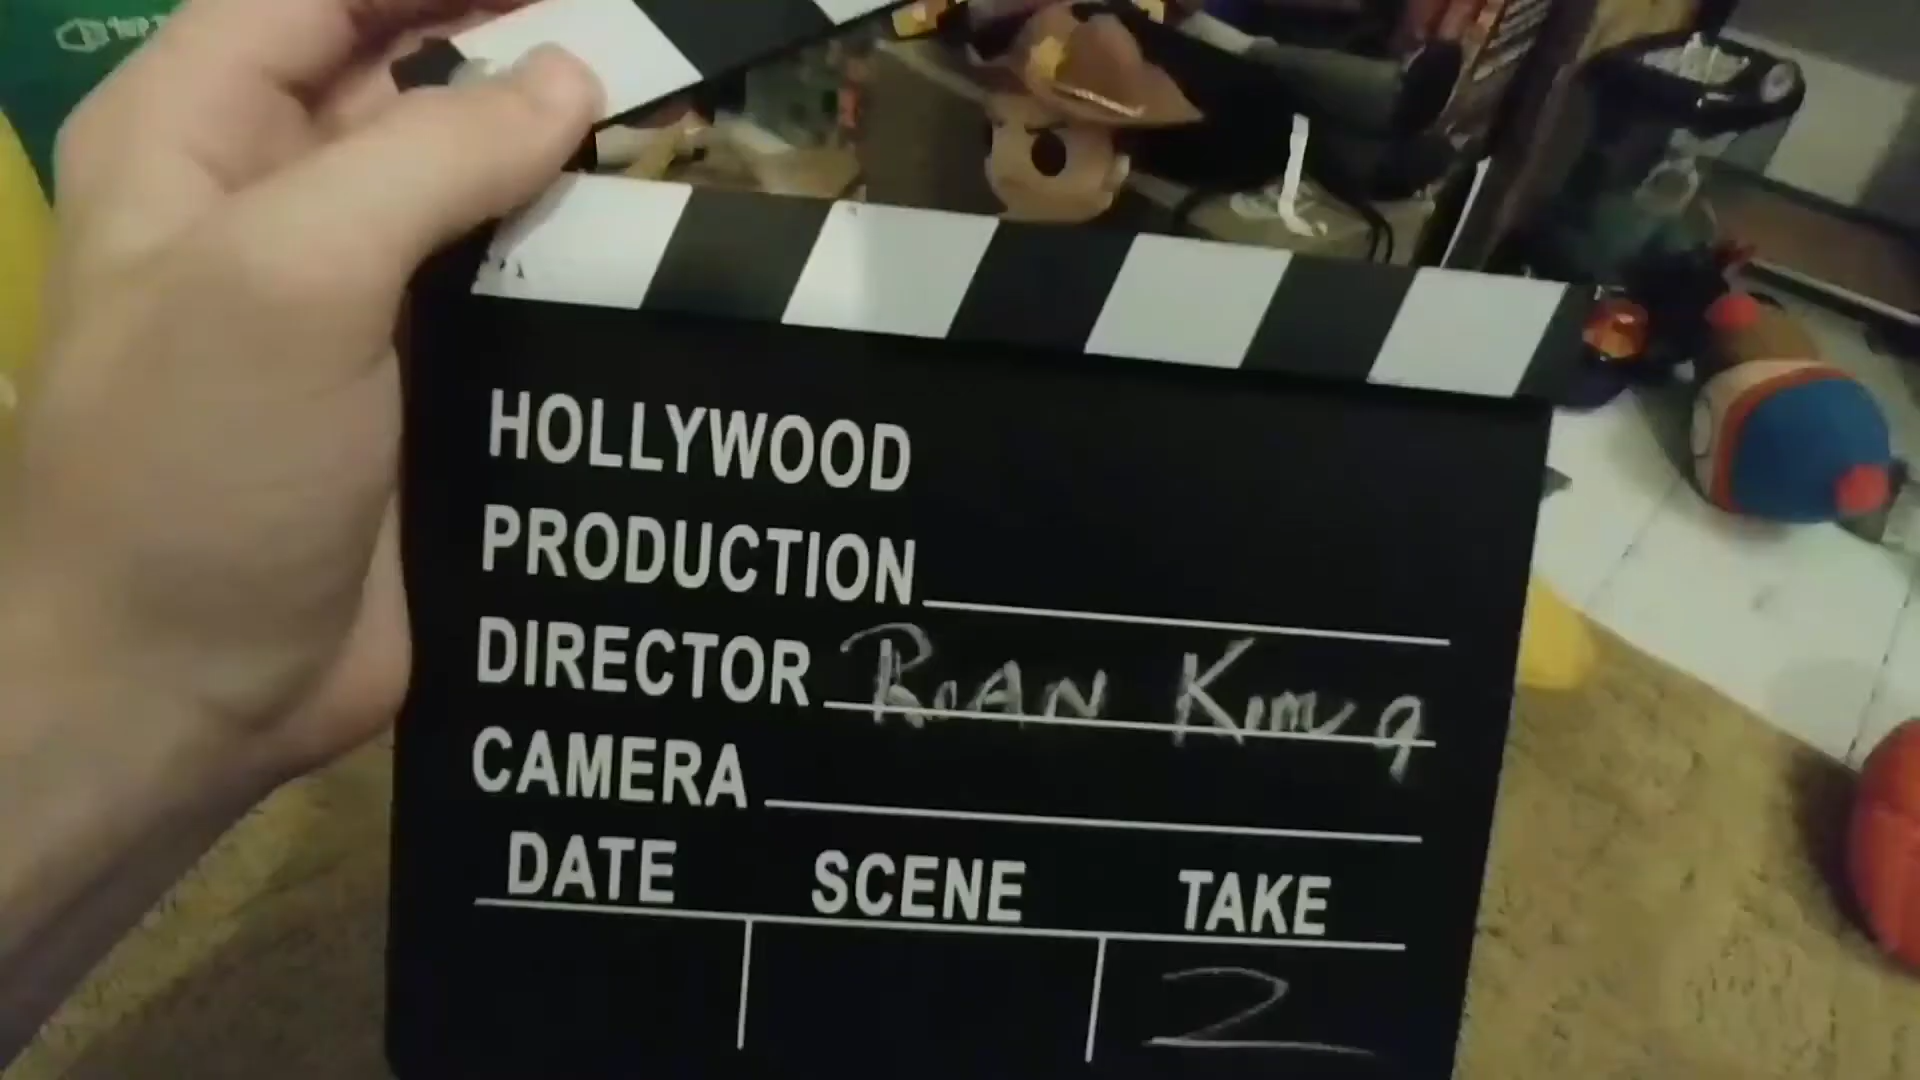 HOLLYWOOD
PRODUCTION
DIRECTOR
CAMERA
DATE SCENE TAKE
2